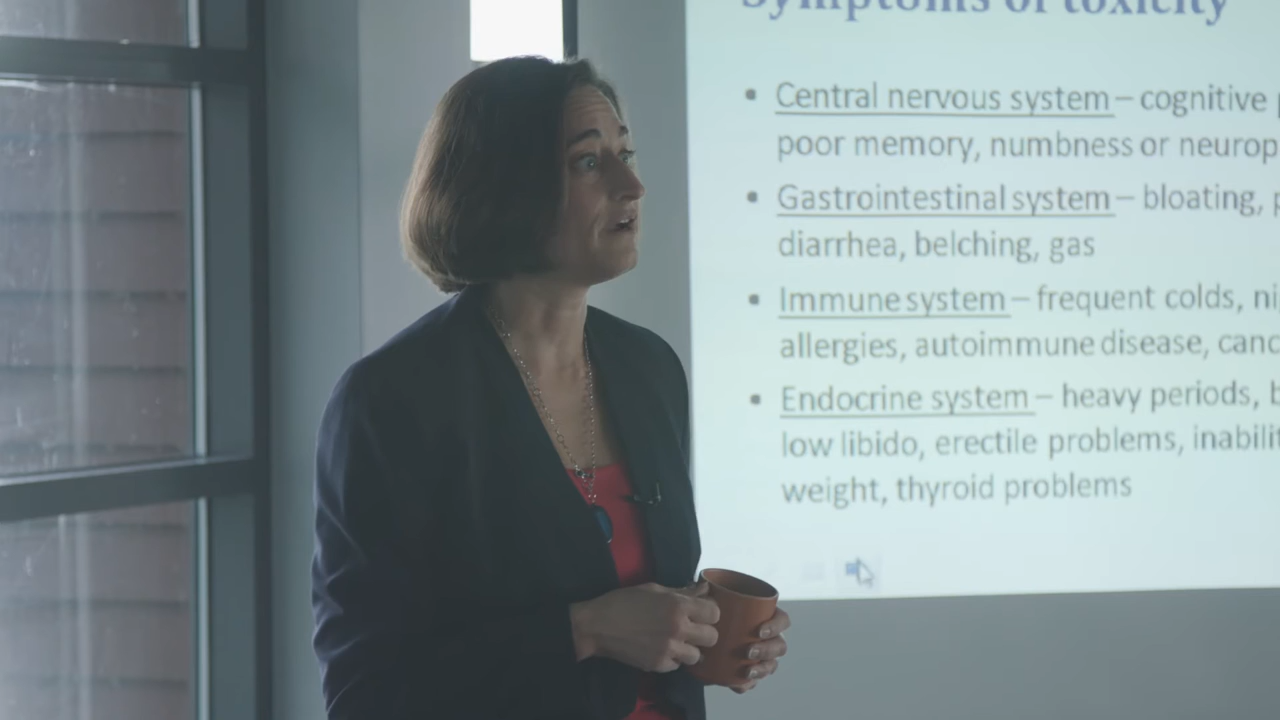 Symptoms of toxicity
Central nervous system – cognitive
poor memory, numbness or
Gastrointestinal system – bloating,
diarrhea, belching, gas
Immune system – frequent colds,
allergies, autoimmune disease,
Endocrine system – heavy periods,
low libido, erectile problems,
weight, thyroid problems